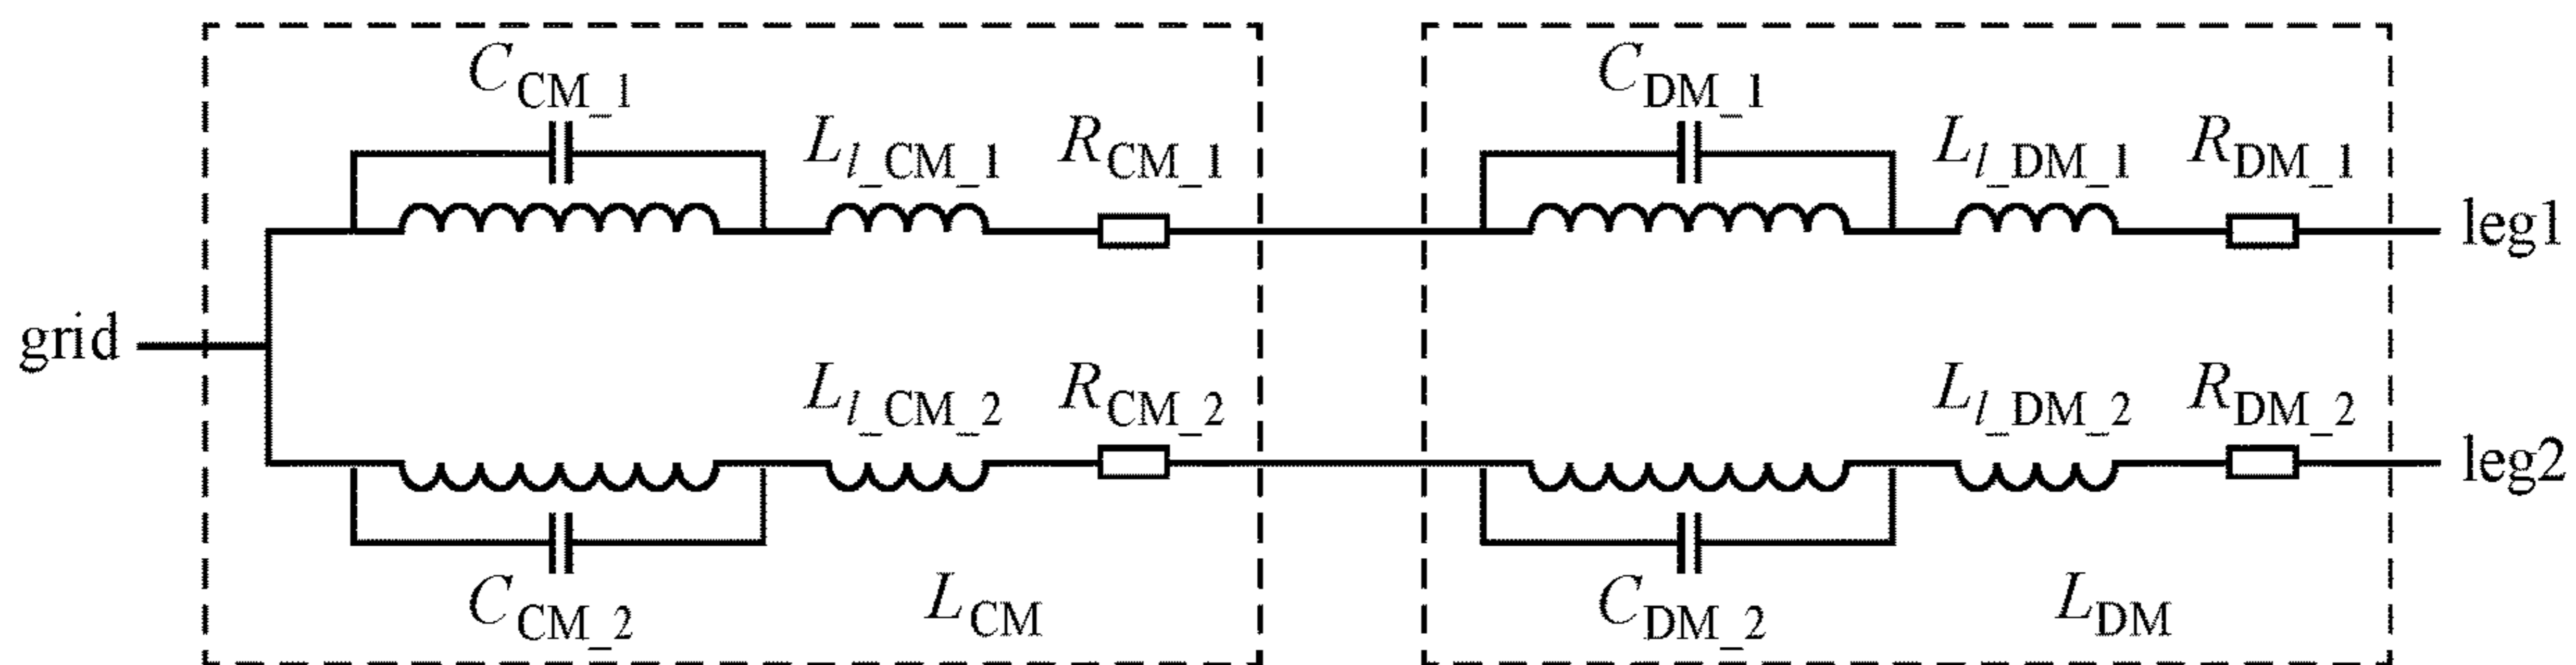 C_CM_1
C_DM_1
L_l_CM_1
R_CM_1
L_l_DM_1
R_DM_1
leg1
grid
L_l_CM_2
R_CM_2
L_l_DM_2
R_DM_2
leg2
C_CM_2
L_CM
C_DM_2
L_DM